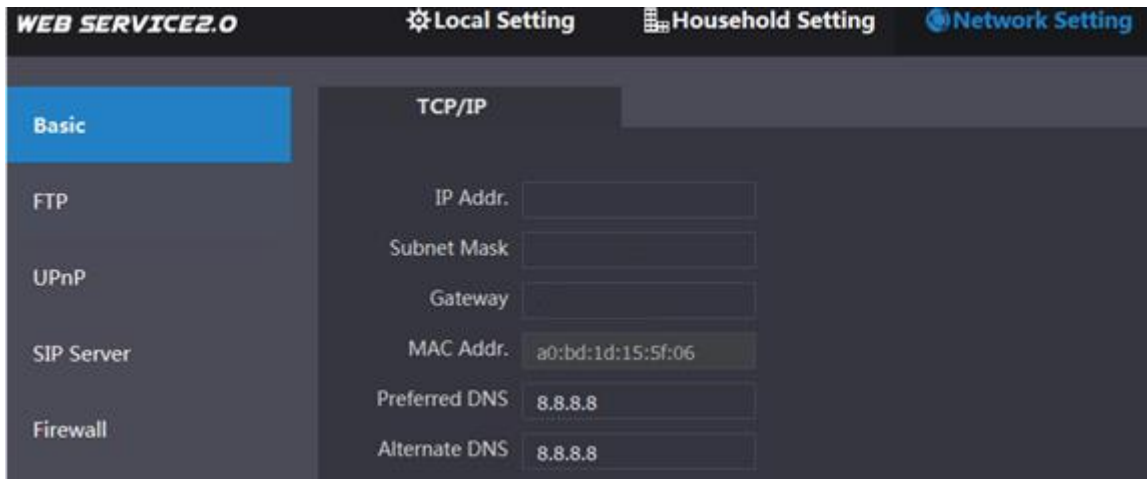 WEB SERVICE2.0 Local Setting Household Setting Network Setting
Basic
TCP/IP
FTP
IP Addr.
Subnet Mask
UPnP
Gateway
SIP Server
MAC Addr. a0:bd:1d:15:5f:06
Preferred DNS 8.8.8.8
Firewall
Alternate DNS 8.8.8.8